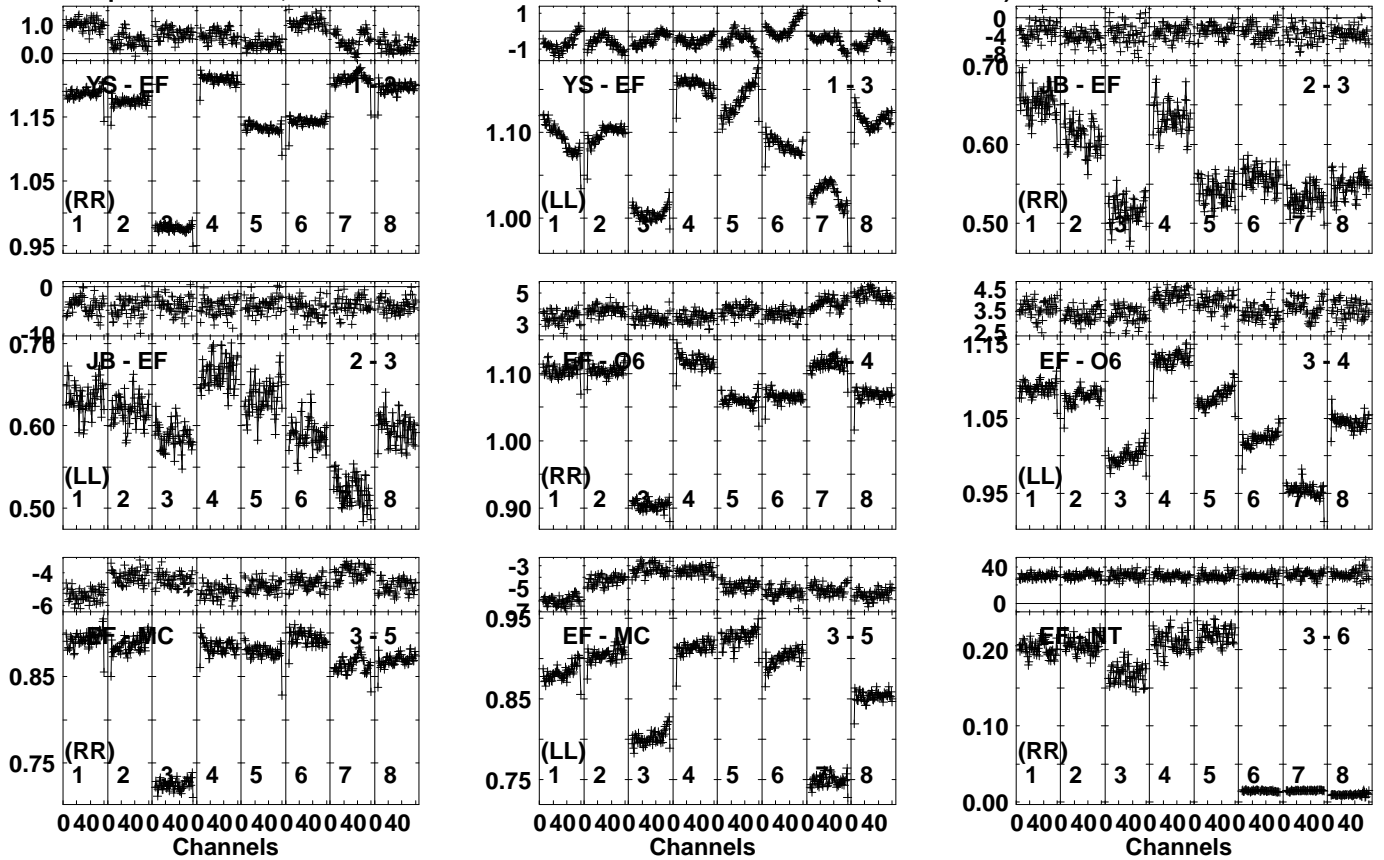 1.0
0.0
YS - EF 1 - 3
1.15
1.05
0.95
(RR)
1 2 3 4 5 6 7 8
1
-1
YS - EF 1 - 3
1.10
1.00
(LL)
1 2 3 4 5 6 7 8
0
-4
-8
0.70
JB - EF 2 - 3
0.60
0.50
(RR)
1 2 3 4 5 6 7 8
0
-10
0.70
JB - EF 2 - 3
0.60
0.50
(LL)
1 2 3 4 5 6 7 8
5
3
EF - O6 - 4
1.10
1.00
0.90
(RR)
1 2 3 4 5 6 7 8
4.5
3.5
2.5
1.15
EF - O6 3 - 4
1.05
0.95
(LL)
1 2 3 4 5 6 7 8
-4
-6
EF - MC 3 - 5
0.85
0.75
(RR)
1 2 3 4 5 6 7 8
0 40 0 40 0 40 0 40 0 40 0 40 0 40 0 40
Channels
-3
-5
-7
0.95
EF - MC 3 - 5
0.85
0.75
(LL)
1 2 3 4 5 6 7 8
0 40 0 40 0 40 0 40 0 40 0 40 0 40 0 40
Channels
40
0
EF - NT 3 - 6
0.20
0.10
0.00
(RR)
1 2 3 4 5 6 7 8
0 40 0 40 0 40 0 40 0 40 0 40 0 40 0 40
Channels